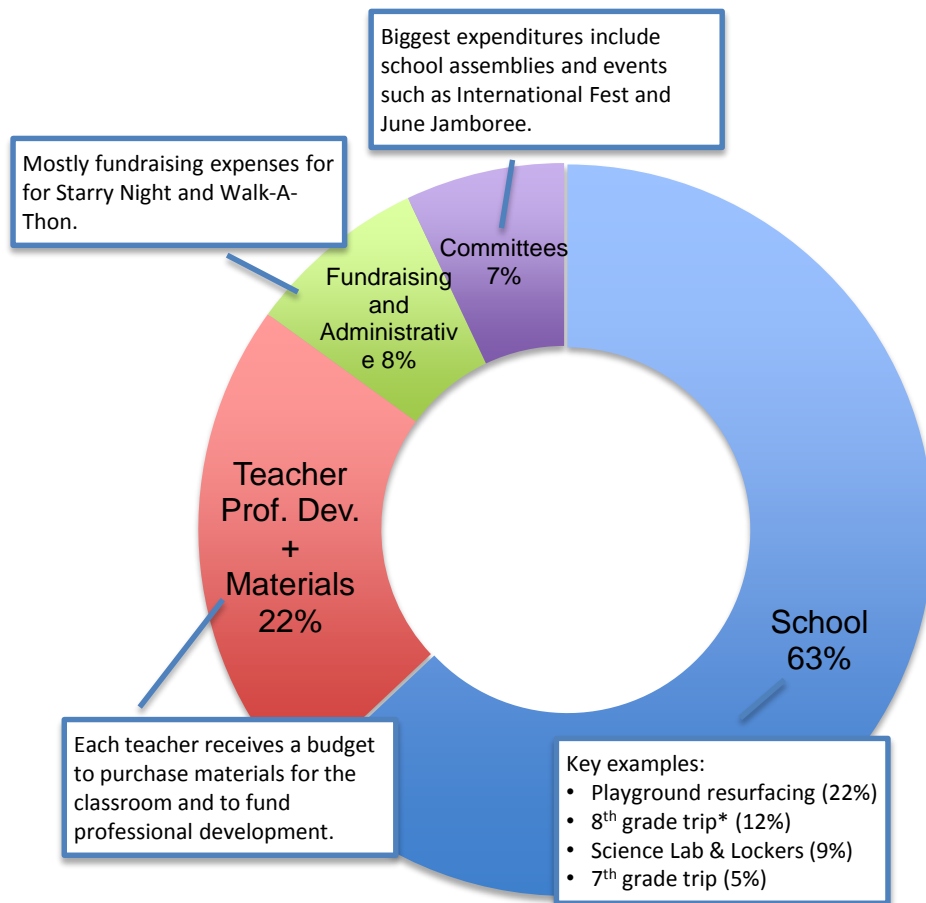 Biggest expenditures include
school assemblies and events
such as International Fest and
June Jamboree.
Mostly fundraising expenses for
for Starry Night and Walk-A-
Thon.
Committees
7%
Fundraising
and
Administrativ
e 8%
Teacher
Prof. Dev.
+
Materials
22%
School
63%
Each teacher receives a budget
to purchase materials for the
classroom and to fund
professional development.
Key examples:
• Playground resurfacing (22%)
• 8th grade trip* (12%)
• Science Lab & Lockers (9%)
• 7th grade trip (5%)